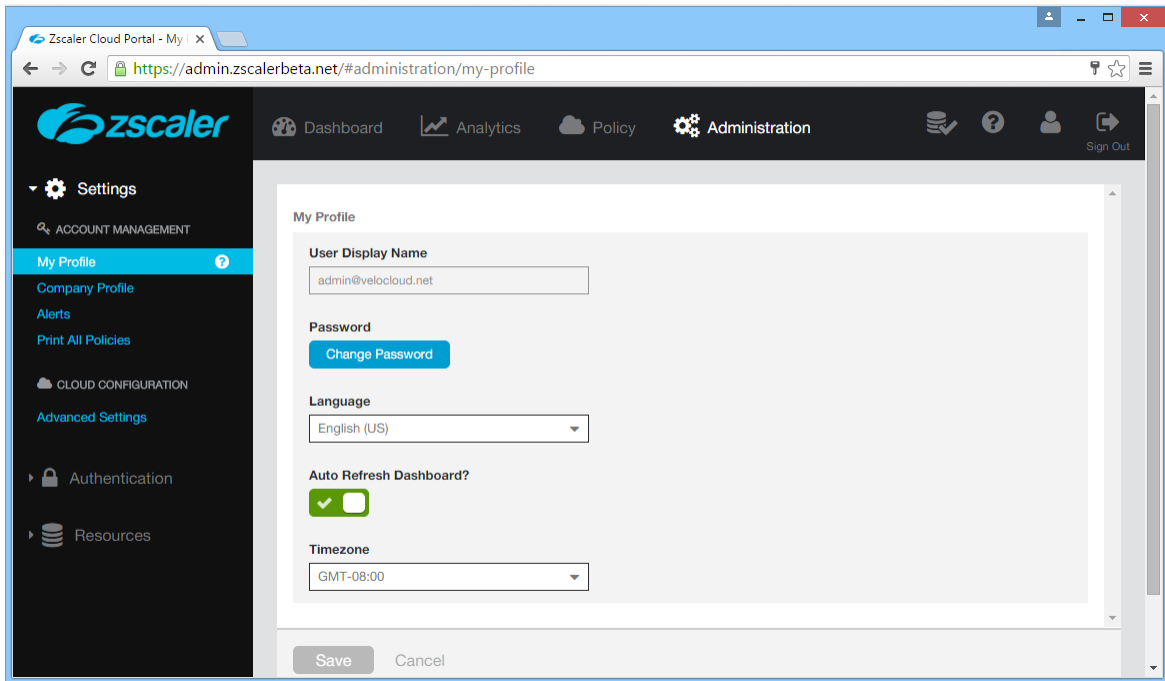 Zscaler Cloud Portal - My
https://admin.zscalerbeta.net/#administration/my-profile
zscaler
Dashboard
Analytics
Policy
Administration
Sign Out
Settings
ACCOUNT MANAGEMENT
My Profile
Company Profile
Alerts
Print All Policies
CLOUD CONFIGURATION
Advanced Settings
Authentication
Resources
My Profile
User Display Name
admin@velocloud.net
Password
Change Password
Language
English (US)
Auto Refresh Dashboard?
Timezone
GMT-08:00
Save Cancel